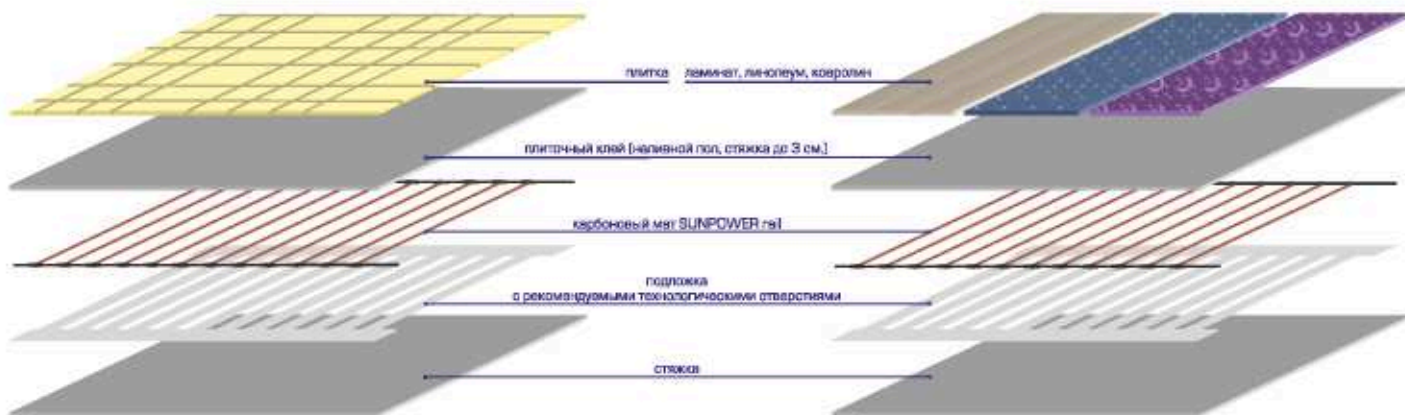 плитка ламинат, линолеум, ковролин
плиточный клей (наливной пол, стяжка до 3 см.)
карбоновый мат SUNPOWER rail
подложка
с рекомендуемыми технологическими отверстиями
стяжка